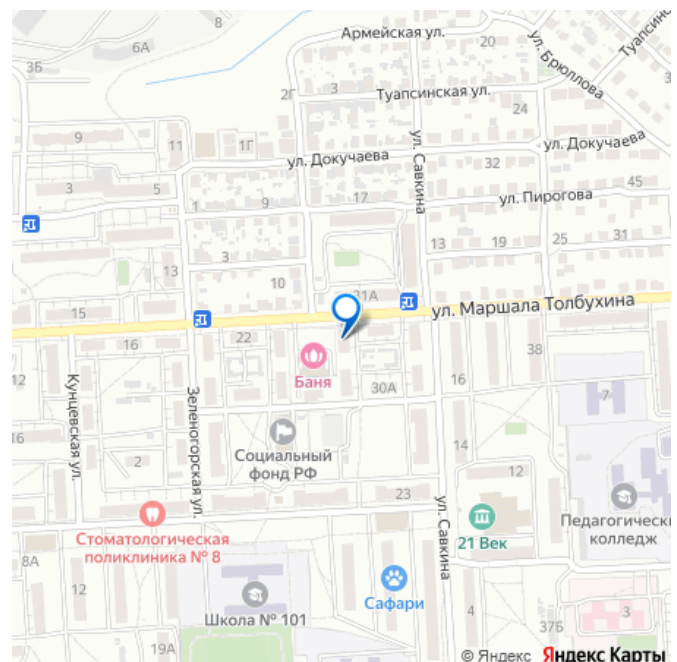 8
Армейская ул.
20
6А
ул. Брюллова
Туапсинская
3Б
2Г
3
Туапсинская ул.
24
9
11
1Г
ул. Докучаева
ул. Савкина
ул. Докучаева
32
3
5
1
9
17
ул. Пирогова
45
3
13
19
25
31
13
10
21А
ул. Маршала Толбухина
15
16
22
38
12
Баня
30А
16
7
Кунцевская ул.
Зеленогорская ул.
16
2
Социальный
фонд РФ
14
12
23
Стоматологическая
поликлиника № 8
21 Век
Педагогически
колледж
8А
12
Сафари
ул. Савкина
Школа № 101
3
37Б
19А
© Яндекс Яндекс Карты